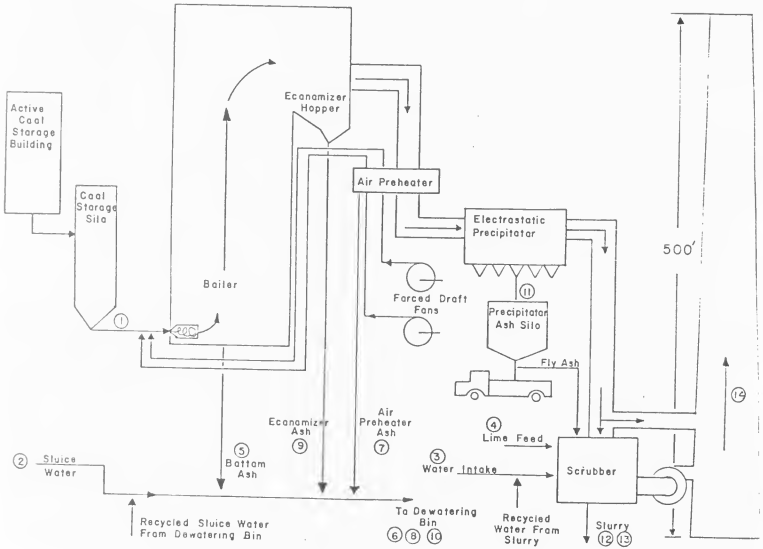 Active
Coal
Storage
Building
Coal
Storage
Silo
①
Boiler
Economizer
Hopper
Air Preheater
Electrostatic
Precipitator
500'
Forced Draft
Fans
⑪
Precipitator
Ash Silo
Fly Ash
⑭
② Sluice
Water
⑤
Bottom
Ash
Economizer
Ash
⑨
Air
Preheater
Ash
⑦
④
Lime Feed
③
Water Intake
Scrubber
Recycled Sluice Water
From Dewatering Bin
To Dewatering
Bin
⑥ ⑧ ⑩
Recycled
Water From
Slurry
Slurry
⑫ ⑬